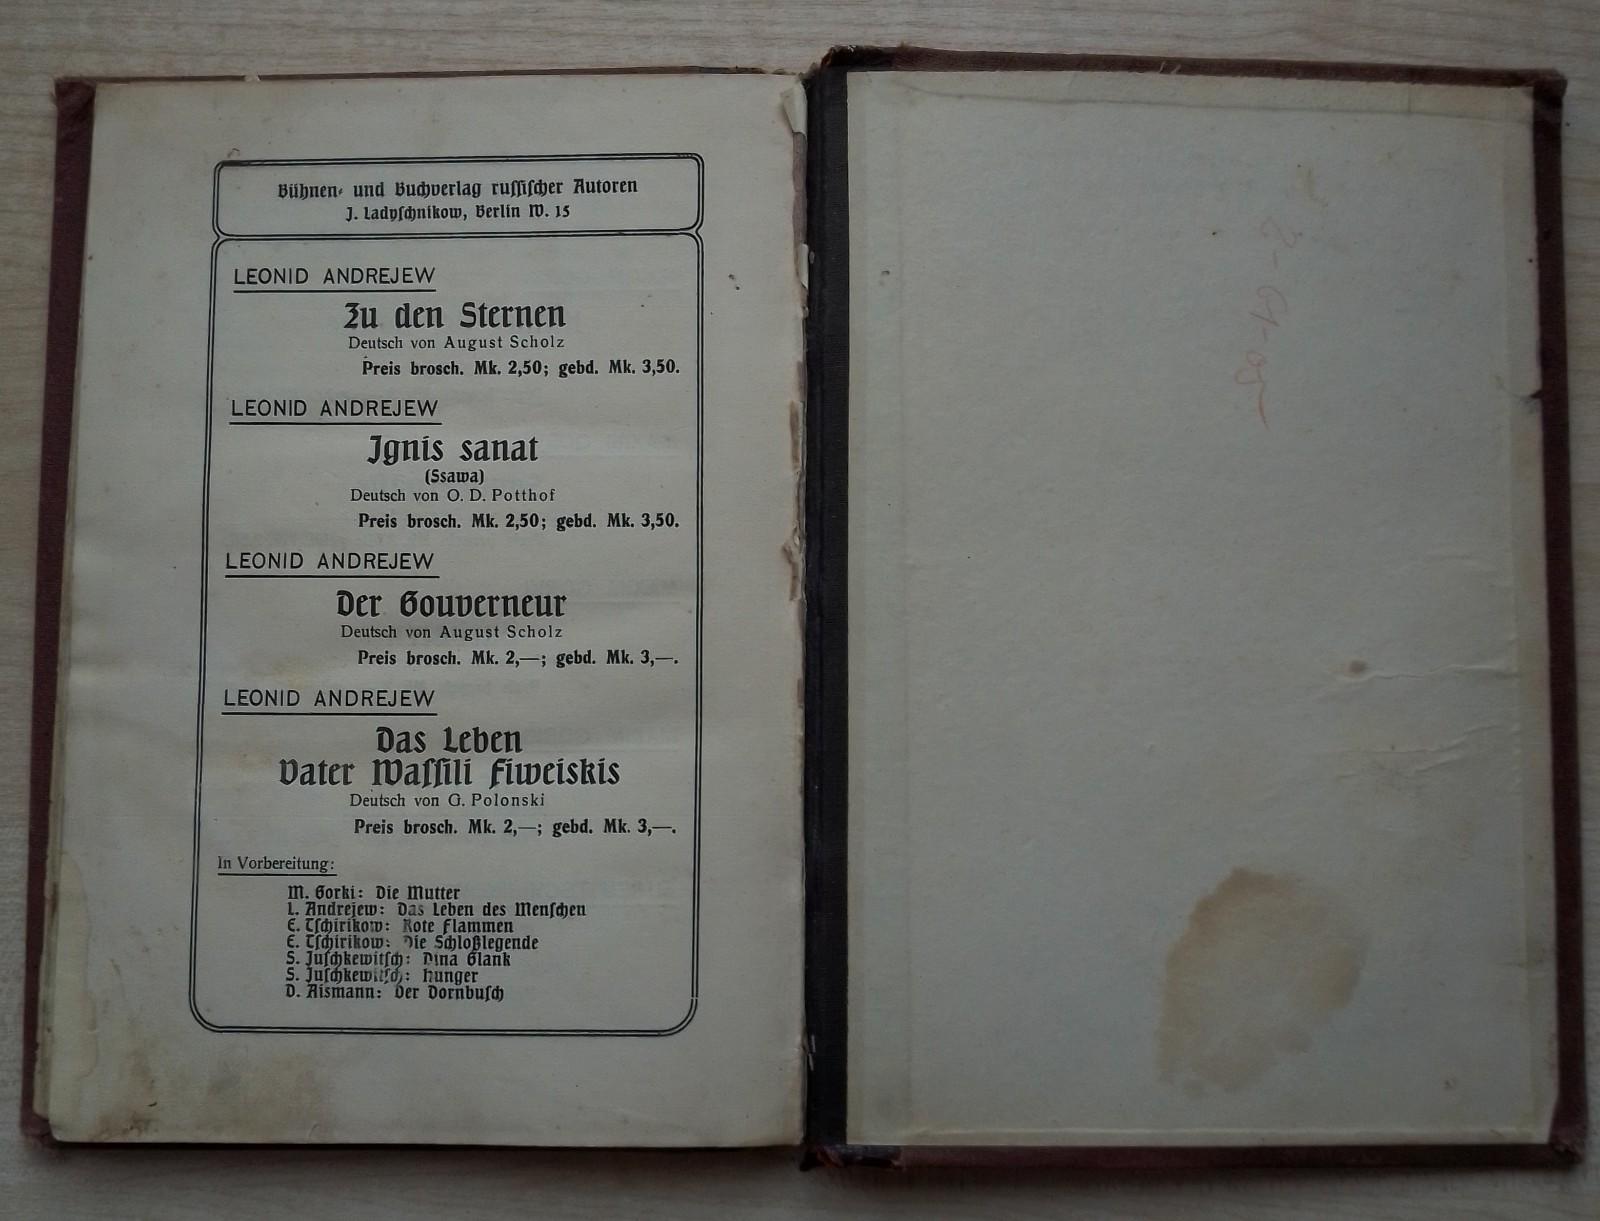 Bühnen- und Buchverlag russischer Autoren
J. Ladyschnikow, Berlin W. 15
LEONID ANDREJEW
Zu den Sternen
Deutsch von August Scholz
Preis brosch. Mk. 2,50; gebd. Mk. 3,50.
LEONID ANDREJEW
Ignis sanat
(Ssawa)
Deutsch von O. D. Potthof
Preis brosch. Mk. 2,50; gebd. Mk. 3,50.
LEONID ANDREJEW
Der Gouverneur
Deutsch von August Scholz
Preis brosch. Mk. 2,—; gebd. Mk. 3,—.
LEONID ANDREJEW
Das Leben
Vater Wassili Fiweiskis
Deutsch von G. Polonski
Preis brosch. Mk. 2,—; gebd. Mk. 3,—.
In Vorbereitung:
M. Gorki: Die Mutter
L. Andrejew: Das Leben des Menschen
E. Tschirikow: Rote Flammen
E. Tschirikow: Die Schloßlegende
S. Juschkewitsch: Dina Glank
S. Juschkewitsch: Hunger
D. Aismann: Der Dornbusch